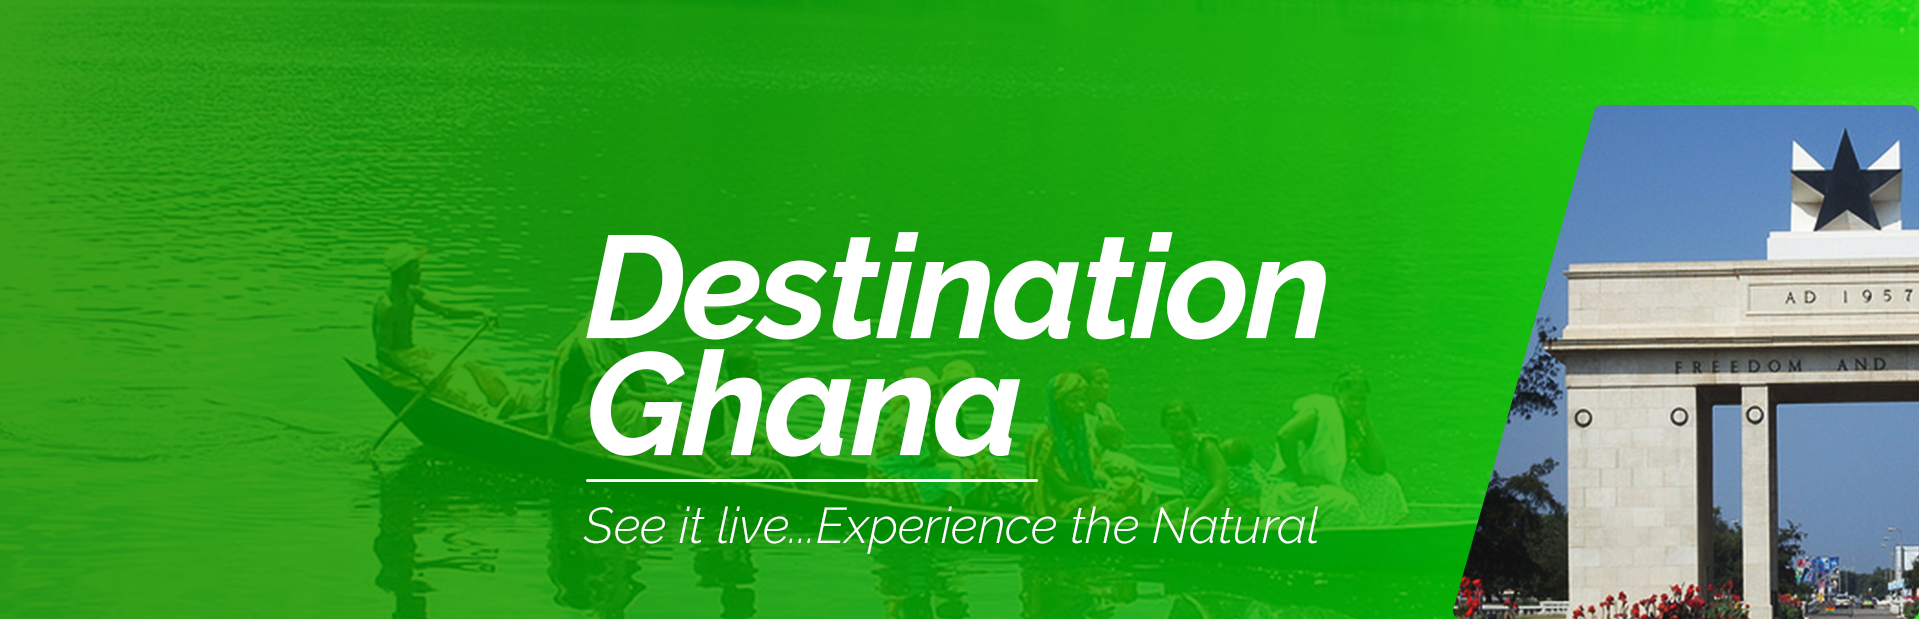 Destination
Ghana
See it live...Experience the Natural
AD 1957
FREEDOM AND